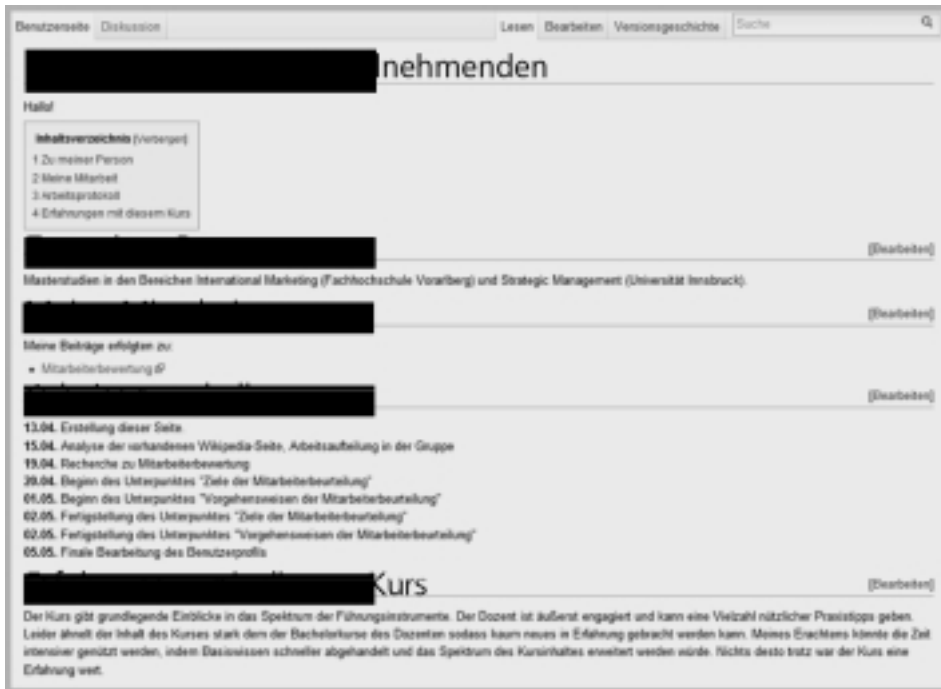 Benutzerseite Diskussion Lesen Bearbeiten Versionsgeschichte Suche
lnehmenden
Hallo!
Inhaltsverzeichnis [Verbergen]
1 Zu meiner Person
2 Meine Mitarbeit
3 Arbeitsprotokoll
4 Erfahrungen mit diesem Kurs
[Bearbeiten]
Masterstudien in den Bereichen International Marketing (Fachhochschule Vorarlberg) und Strategic Management (Universität Innsbruck).
[Bearbeiten]
Meine Beiträge erfolgten zu:
• Mitarbeiterbewertung
[Bearbeiten]
13.04. Erstellung dieser Seite.
15.04. Analyse der vorhandenen Wikipedia-Seite, Arbeitsaufteilung in der Gruppe
19.04. Recherche zu Mitarbeiterbewertung
20.04. Beginn des Unterpunktes "Ziele der Mitarbeiterbeurteilung"
01.05. Beginn des Unterpunktes "Vorgehensweisen der Mitarbeiterbeurteilung"
02.05. Fertigstellung des Unterpunktes "Ziele der Mitarbeiterbeurteilung"
02.05. Fertigstellung des Unterpunktes "Vorgehensweisen der Mitarbeiterbeurteilung"
05.05. Finale Bearbeitung des Benutzerprofils
Kurs [Bearbeiten]
Der Kurs gibt grundlegende Einblicke in das Spektrum der Führungsinstrumente. Der Dozent ist äußerst engagiert und kann eine Vielzahl nützlicher Praxistipps geben.
Leider ähnelt der Inhalt des Kurses stark dem der Bachelorkurse des Dozenten sodass kaum neues in Erfahrung gebracht werden kann. Meines Erachtens könnte die Zeit
intensiver genützt werden, indem Basiswissen schneller abgehandelt und das Spektrum des Kursinhaltes erweitert werden würde. Nichts desto trotz war der Kurs eine
Erfahrung wert.